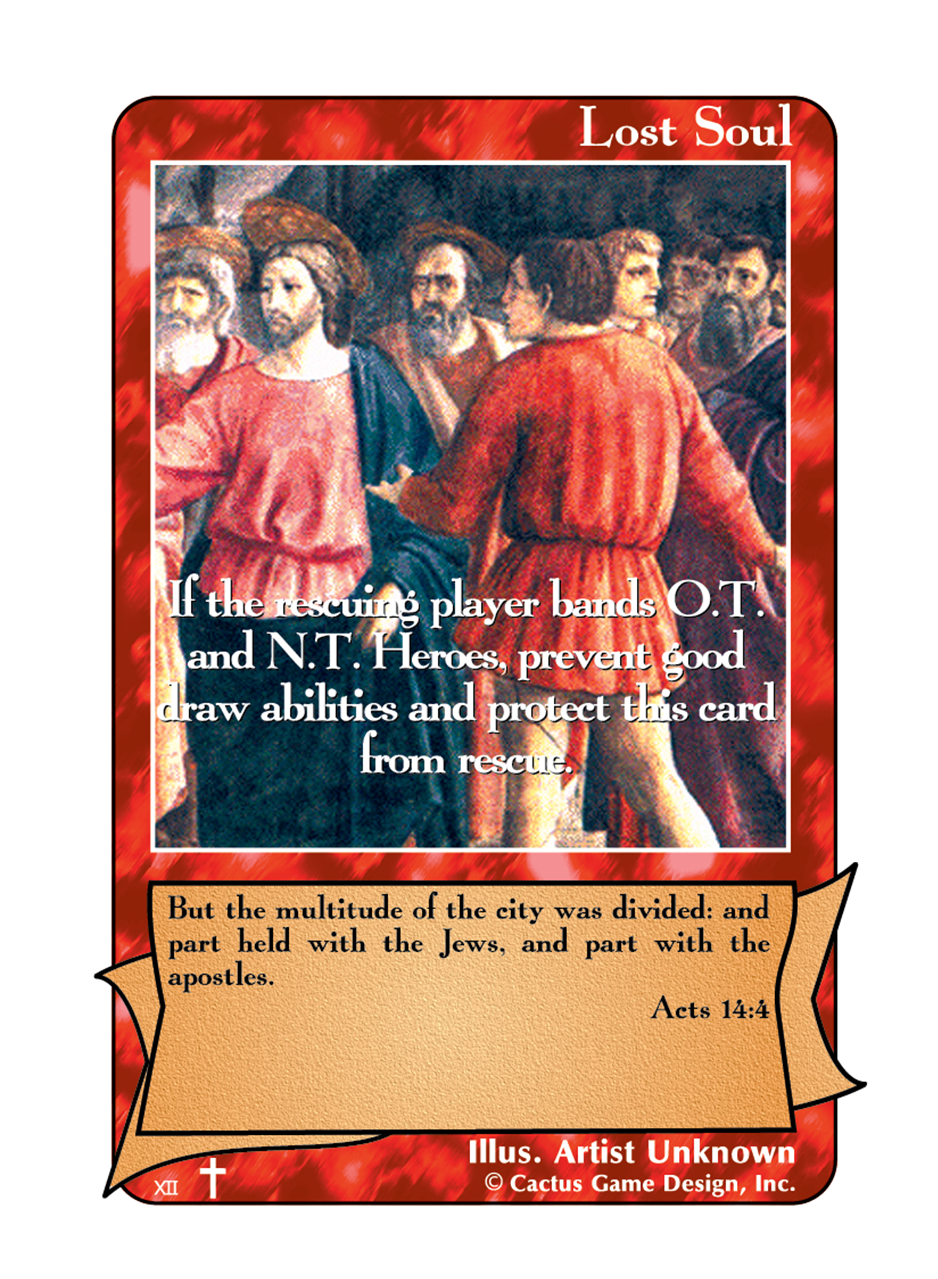 Lost Soul
If the rescuing player bands O.T.
and N.T. Heroes, prevent good
draw abilities and protect this card
from rescue.
But the multitude of the city was divided: and
part held with the Jews, and part with the
apostles.
Acts 14:4
Illus. Artist Unknown
XII
© Cactus Game Design, Inc.